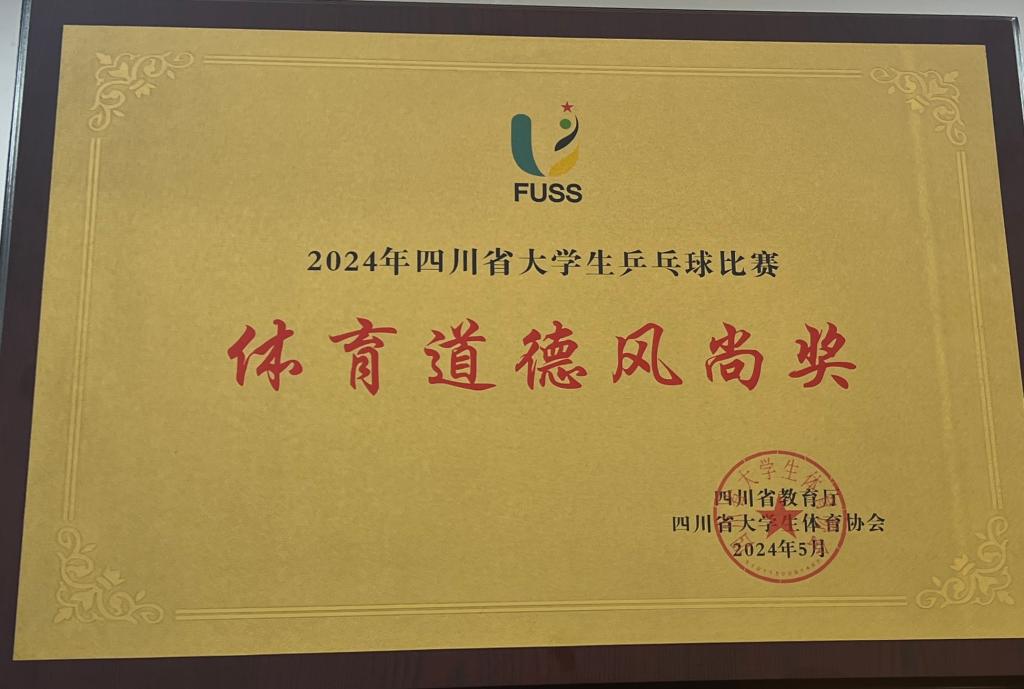 FUSS
2024年四川省大学生乒乓球比赛
体育道德风尚奖
四川省教育厅
四川省大学生体育协会
2024年5月